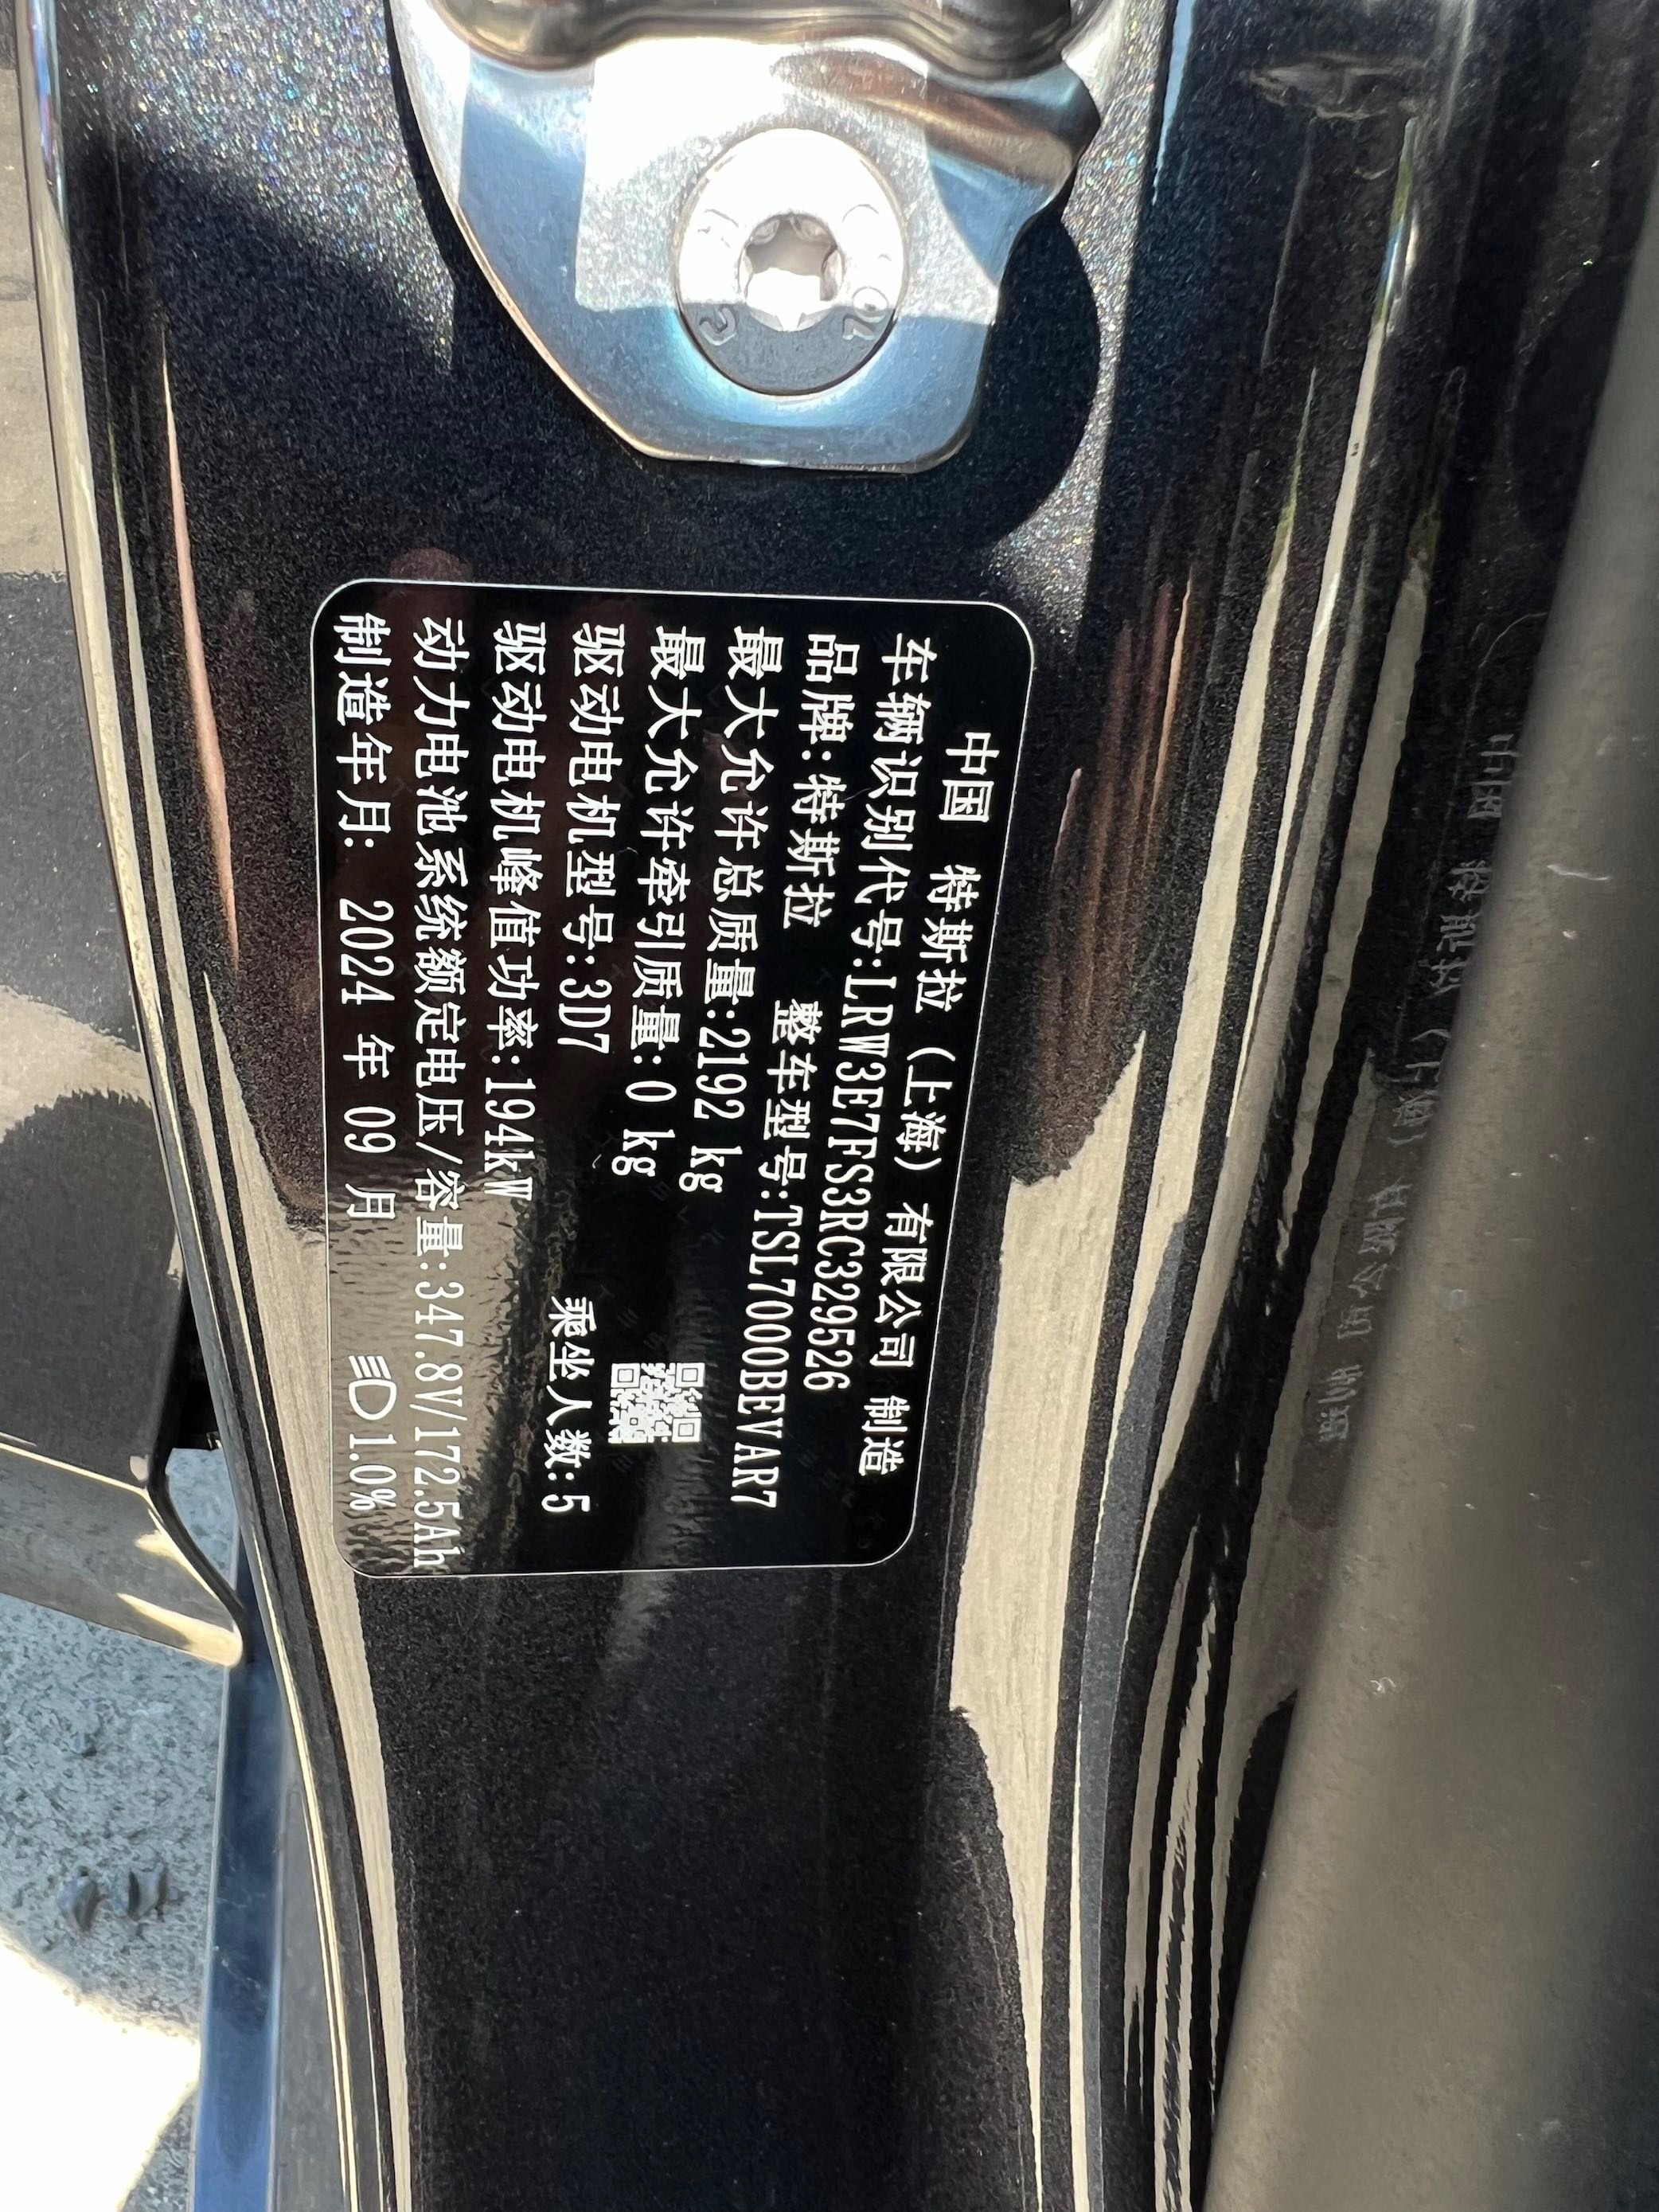 中国 特斯拉（上海）有限公司 制造
车辆识别代号:LRW3E7FS3RC329526
品牌:特斯拉 整车型号:TSL7000BEVAR7
最大允许总质量:2192 kg
最大允许牵引质量:0 kg
驱动电机型号:3D7 乘坐人数:5
驱动电机峰值功率:194kW
动力电池系统额定电压/容量:347.8V/172.5Ah
制造年月: 2024 年 09 月 1.0%